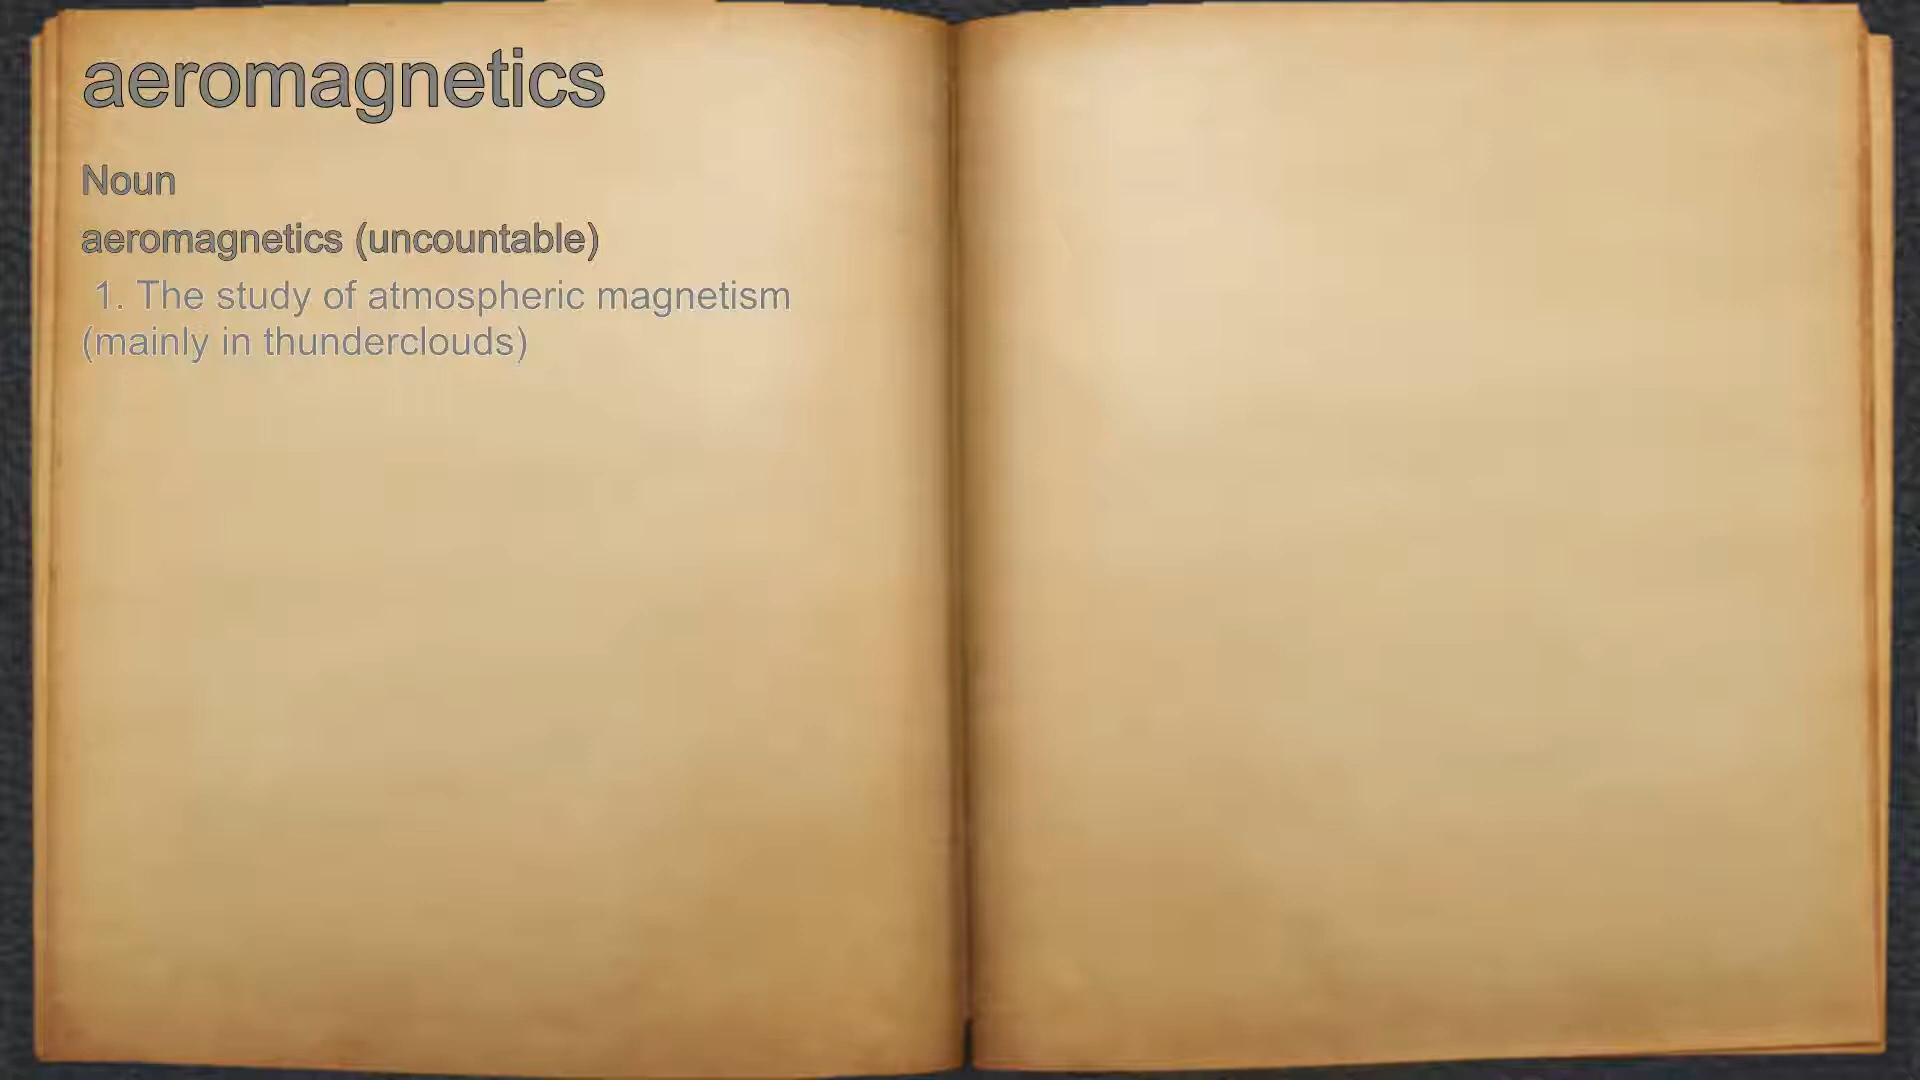 aeromagnetics
Noun
aeromagnetics (uncountable)
1. The study of atmospheric magnetism
(mainly in thunderclouds)